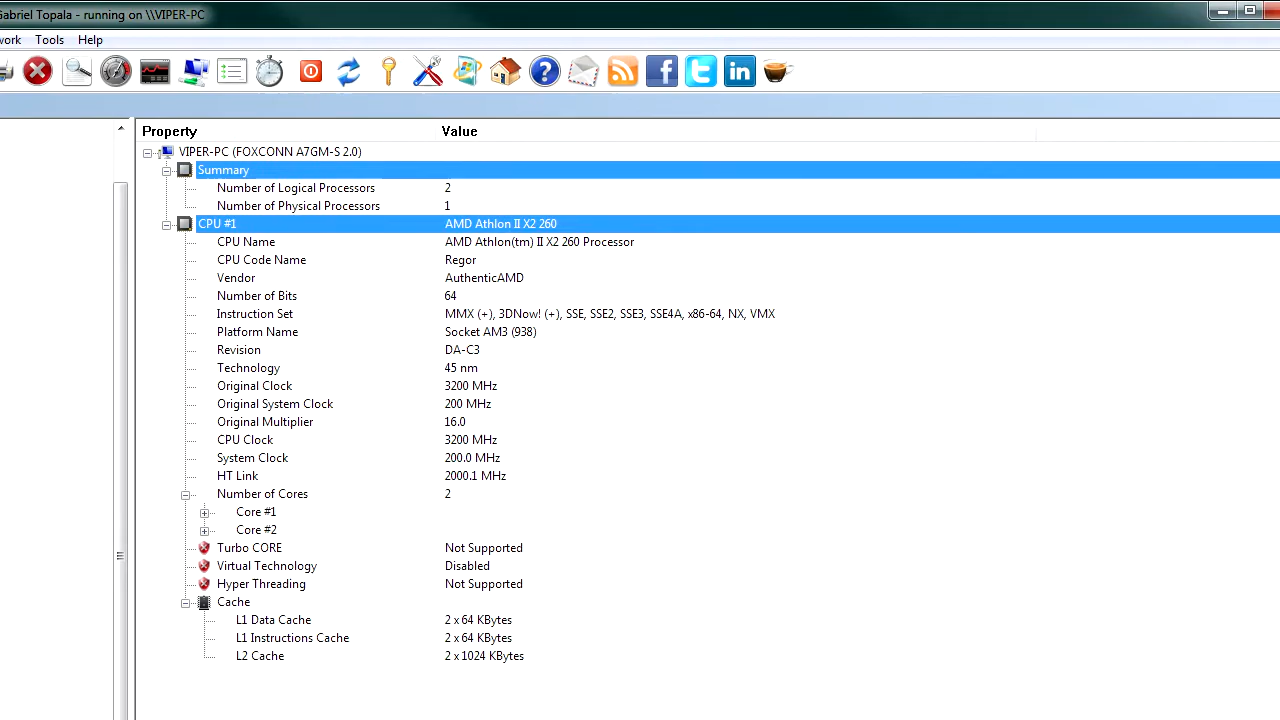 Gabriel Topala - running on \\VIPER-PC
work Tools Help
Property Value
VIPER-PC (FOXCONN A7GM-S 2.0)
Summary
Number of Logical Processors 2
Number of Physical Processors 1
CPU #1 AMD Athlon II X2 260
CPU Name AMD Athlon(tm) II X2 260 Processor
CPU Code Name Regor
Vendor AuthenticAMD
Number of Bits 64
Instruction Set MMX (+), 3DNow! (+), SSE, SSE2, SSE3, SSE4A, x86-64, NX, VMX
Platform Name Socket AM3 (938)
Revision DA-C3
Technology 45 nm
Original Clock 3200 MHz
Original System Clock 200 MHz
Original Multiplier 16.0
CPU Clock 3200 MHz
System Clock 200.0 MHz
HT Link 2000.1 MHz
Number of Cores 2
Core #1
Core #2
Turbo CORE Not Supported
Virtual Technology Disabled
Hyper Threading Not Supported
Cache
L1 Data Cache 2 x 64 KBytes
L1 Instructions Cache 2 x 64 KBytes
L2 Cache 2 x 1024 KBytes